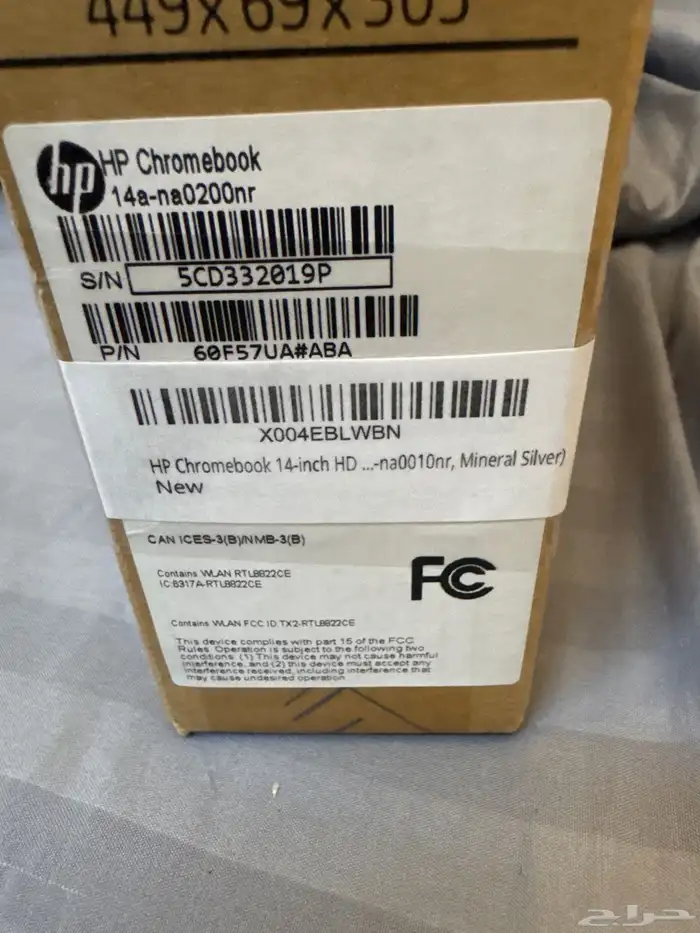 449x69x305
hp
HP Chromebook
14a-na0200nr
S/N 5CD332019P
P/N 60F57UA#ABA
X004EBLWBN
HP Chromebook 14-inch HD ...-na0010nr, Mineral Silver)
New
CAN ICES-3(B)/NMB-3(B)
Contains WLAN RTL8822CE
IC:6317A-RTL8822CE
FC
Contains WLAN FCC ID TX2-RTL8822CE
This device complies with part 15 of the FCC
Rules. Operation is subject to the following two
conditions: (1) This device may not cause harmful
interference, and (2) this device must accept any
interference received, including interference that
may cause undesired operation
حراج